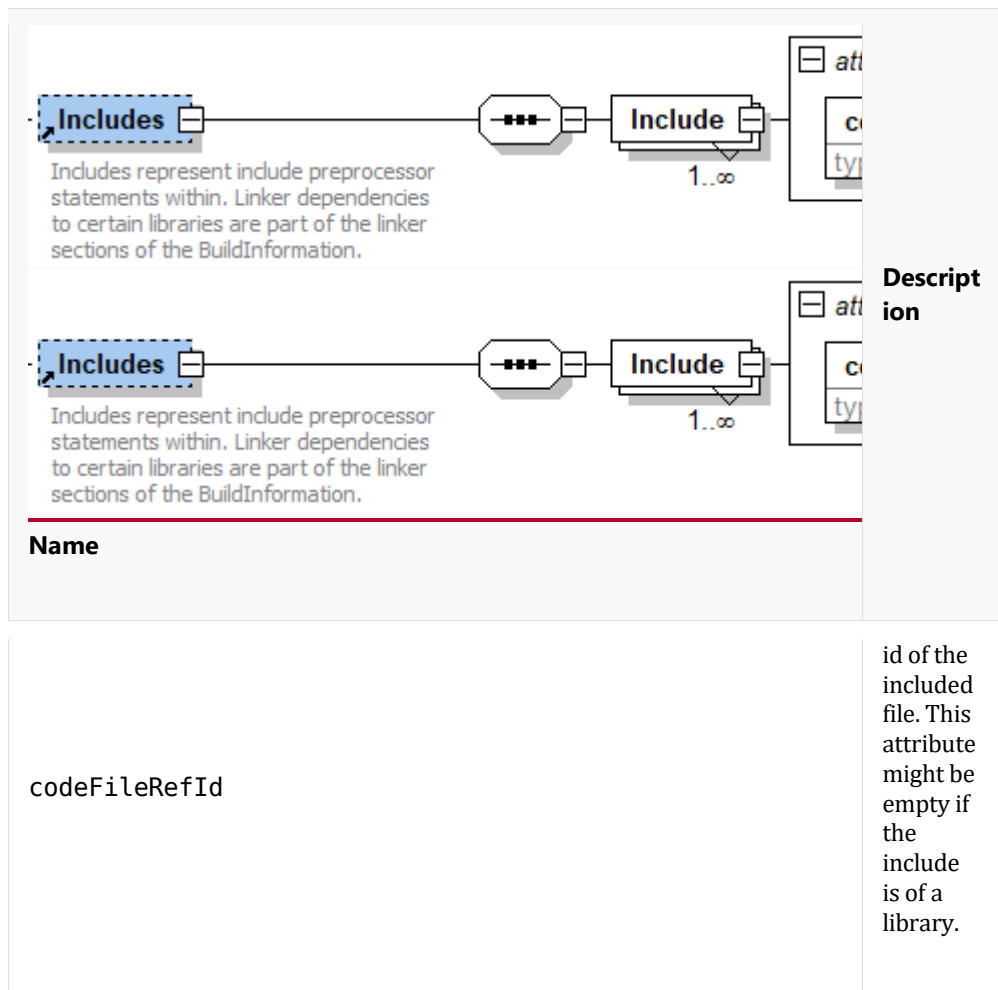 att
Includes
Include
1..∞
Includes represent include preprocessor
statements within. Linker dependencies
to certain libraries are part of the linker
sections of the BuildInformation.
att
Includes
Include
1..∞
Includes represent include preprocessor
statements within. Linker dependencies
to certain libraries are part of the linker
sections of the BuildInformation.
Name
Descript
ion
codeFileRefId
id of the
included
file. This
attribute
might be
empty if
the
include
is of a
library.